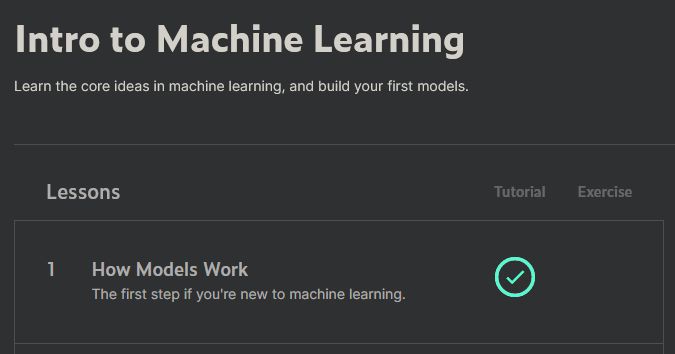 Intro to Machine Learning
Learn the core ideas in machine learning, and build your first models.
Lessons Tutorial Exercise
1 How Models Work
The first step if you're new to machine learning.